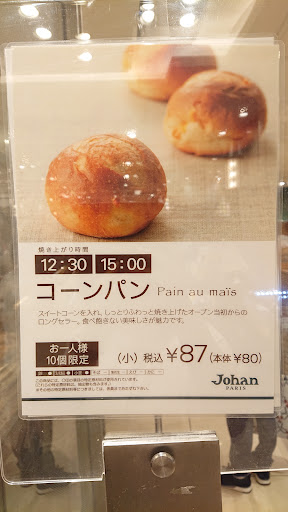 焼き上がり時間
12:30 15:00
コーンパン Pain au maïs
スイートコーンを入れ、しっとりふわっと焼き上げたオープン当初からの
ロングセラー。食べ飽きない美味しさが魅力です。
お一人様
10個限定
(小) 税込¥87(本体¥80)
Johan
PARIS